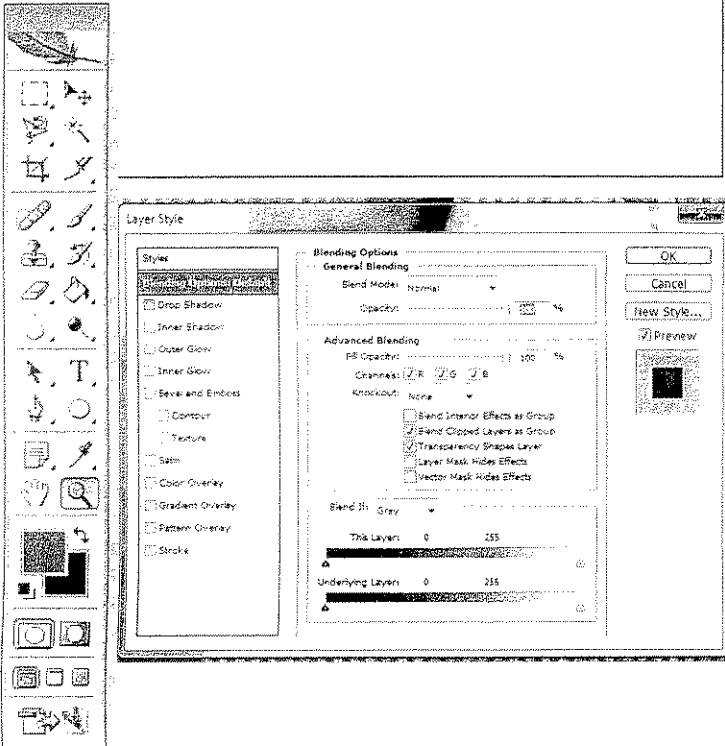 Layer Style
Styles
Blending Options: Default
Drop Shadow
Inner Shadow
Outer Glow
Inner Glow
Bevel and Emboss
Contour
Texture
Satin
Color Overlay
Gradient Overlay
Pattern Overlay
Stroke
Blending Options
General Blending
Blend Mode: Normal
Opacity: %
Advanced Blending
Fill Opacity: 100 %
Channels: R G B
Knockout: None
Blend Interior Effects as Group
Blend Clipped Layers as Group
Transparency Shapes Layer
Layer Mask Hides Effects
Vector Mask Hides Effects
Blend If: Gray
This Layer: 0 255
Underlying Layer: 0 255
OK
Cancel
New Style...
Preview
T